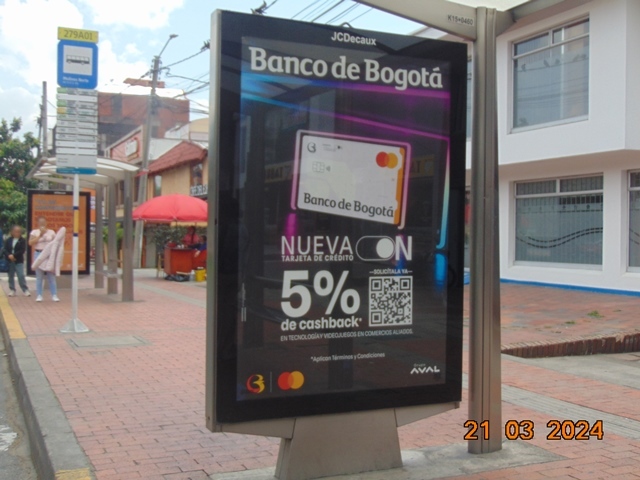 279A01
JCDecaux
Banco de Bogotá
Banco de Bogotá
NUEVA ON
TARJETA DE CRÉDITO
SOLICÍTALA YA
5%
de cashback*
EN TECNOLOGÍA Y VIDEOJUEGOS EN COMERCIOS ALIADOS.
*Aplican Términos y Condiciones
AVAL
21 03 2024